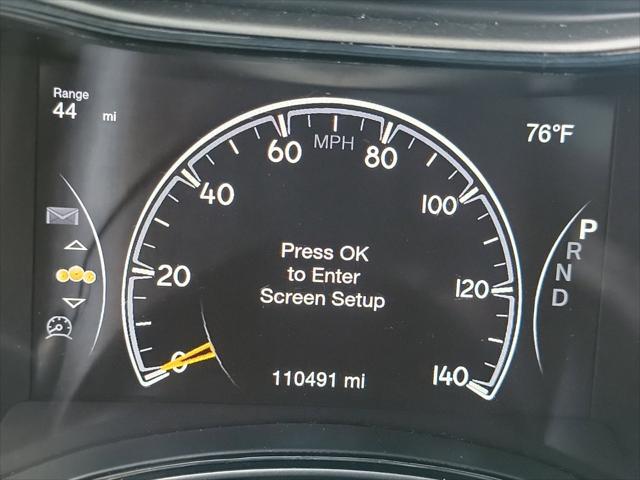 Range
44 mi
76°F
MPH
0
20
40
60
80
100
120
140
Press OK
to Enter
Screen Setup
110491 mi
P
R
N
D